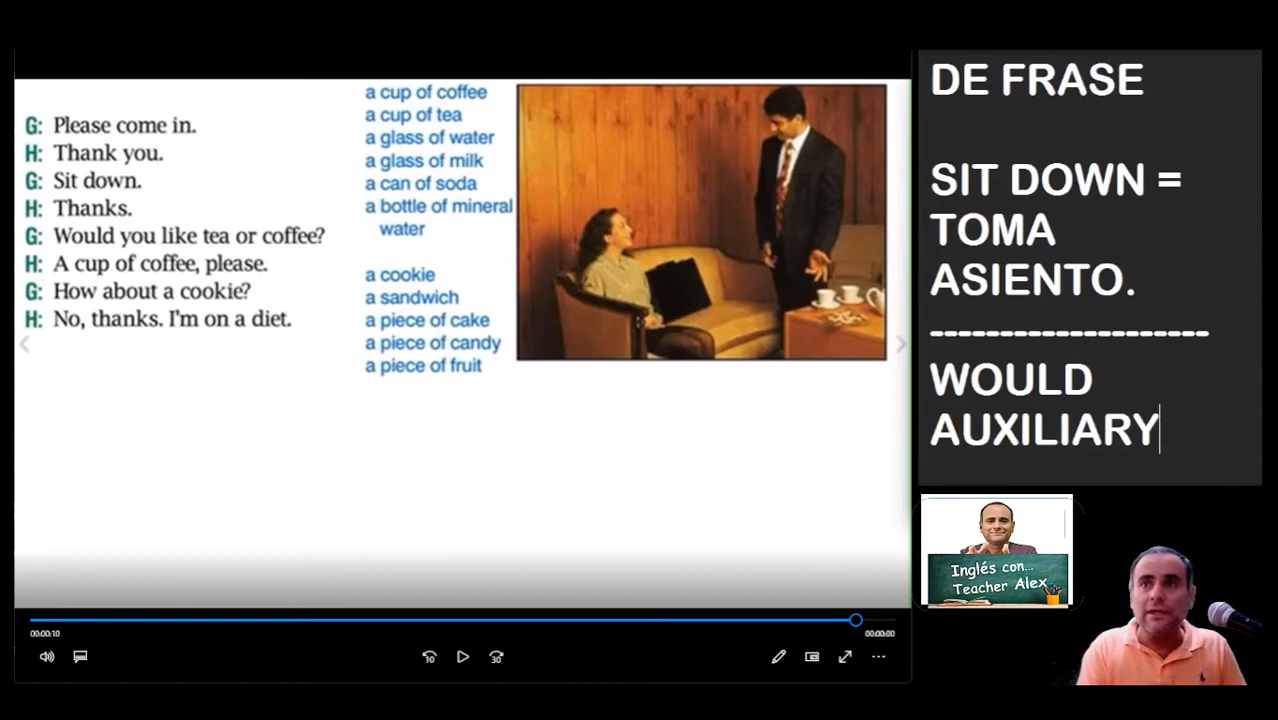 G: Please come in.
H: Thank you.
G: Sit down.
H: Thanks.
G: Would you like tea or coffee?
H: A cup of coffee, please.
G: How about a cookie?
H: No, thanks. I'm on a diet.
a cup of coffee
a cup of tea
a glass of water
a glass of milk
a can of soda
a bottle of mineral
water
a cookie
a sandwich
a piece of cake
a piece of candy
a piece of fruit
DE FRASE
SIT DOWN =
TOMA
ASIENTO.
--------------------
WOULD
AUXILIARY
Inglés con...
Teacher Alex
00:00:10
00:00:00
10
30